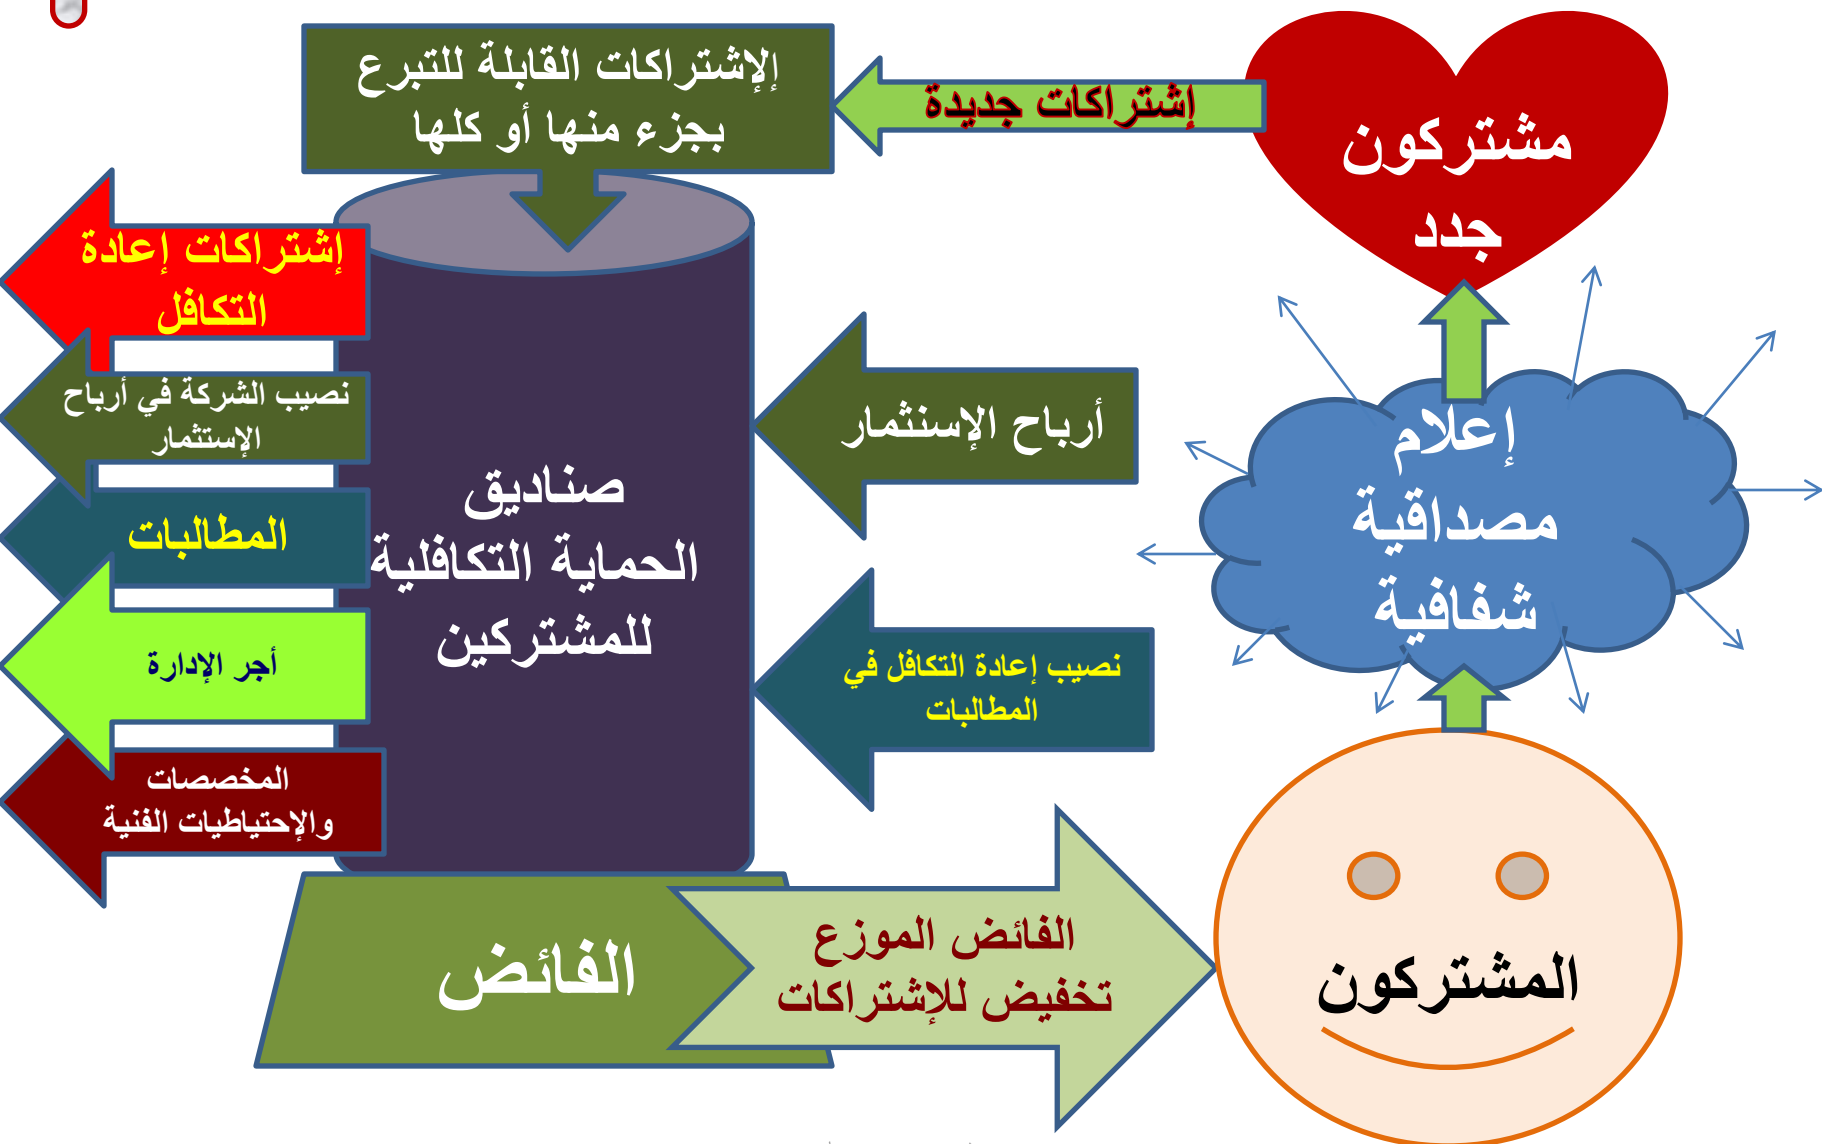 مشتركون
جدد
إشتراكات جديدة
الإشتراكات القابلة للتبرع
بجزء منها أو كلها
إشتراكات إعادة
التكافل
نصيب الشركة في أرباح
الإستثمار
المطالبات
أجر الإدارة
المخصصات
والإحتياطيات الفنية
صناديق
الحماية التكافلية
للمشتركين
أرباح الإسنثمار
نصيب إعادة التكافل في
المطالبات
إعلام
مصداقية
شفافية
الفائض
الفائض الموزع
تخفيض للإشتراكات
المشتركون